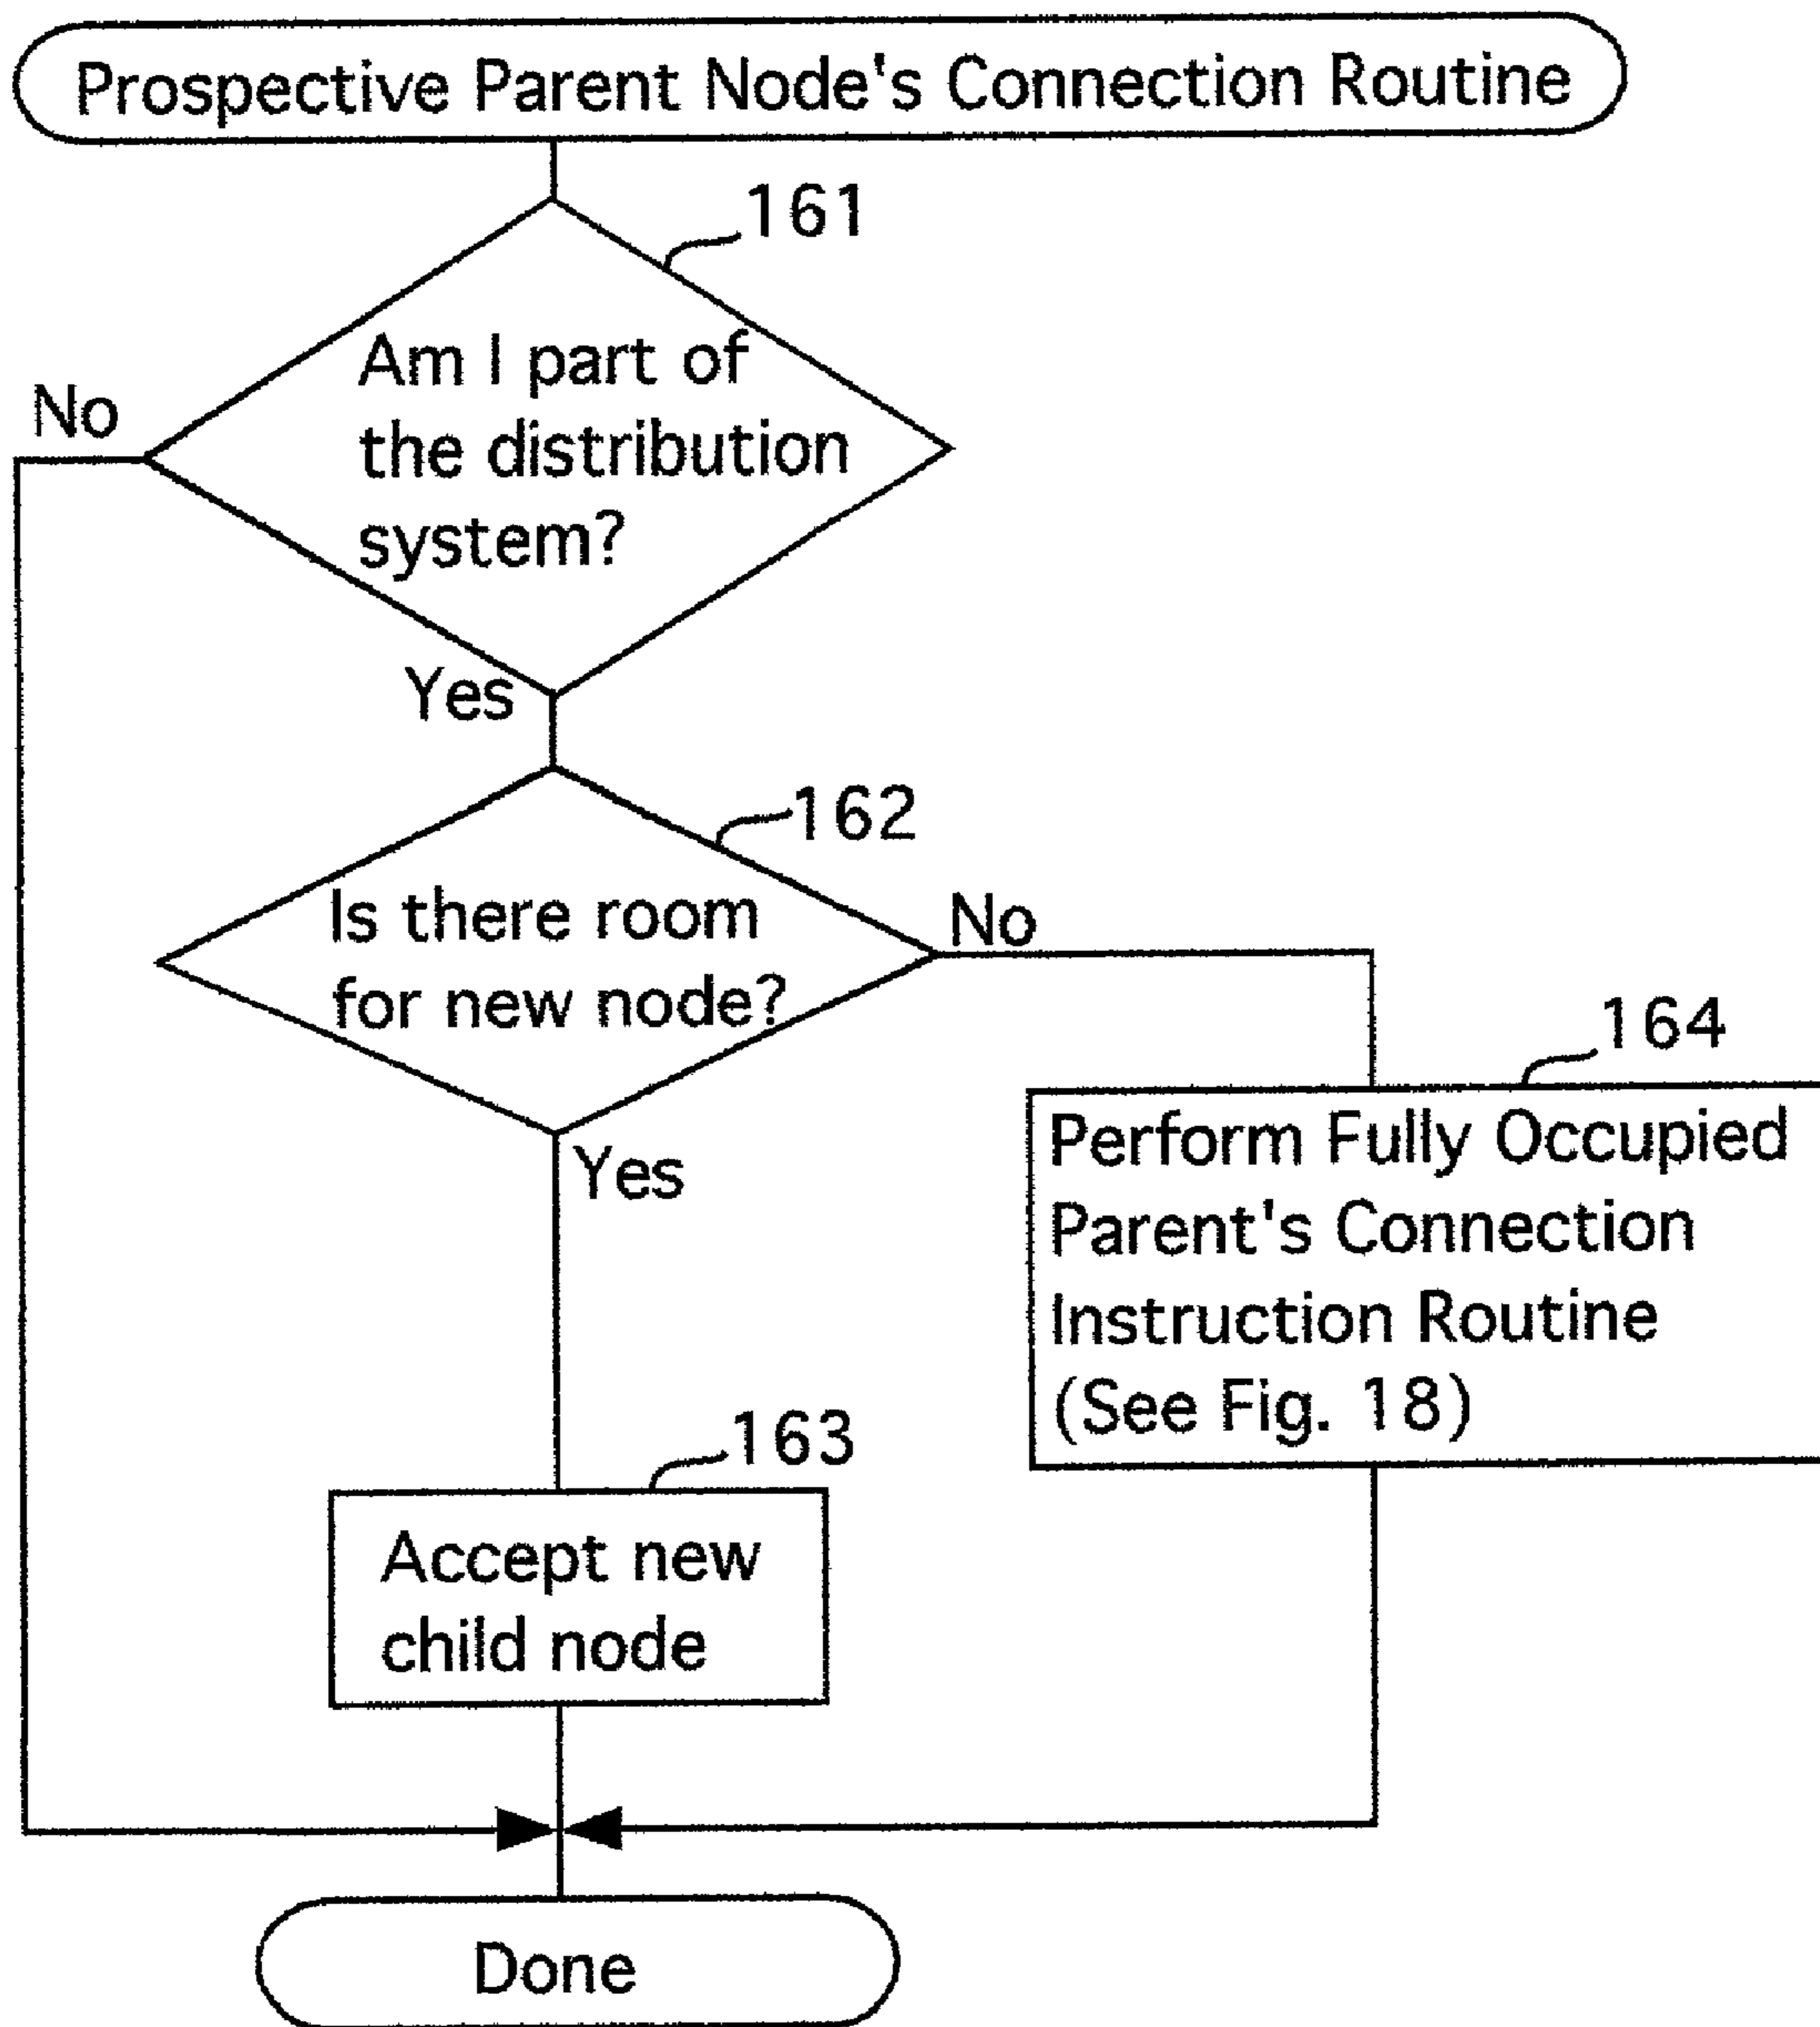 Prospective Parent Node's Connection Routine
161
Am I part of
the distribution
system?
No
Yes
162
Is there room
for new node?
No
Yes
164
Perform Fully Occupied
Parent's Connection
Instruction Routine
(See Fig. 18)
163
Accept new
child node
Done